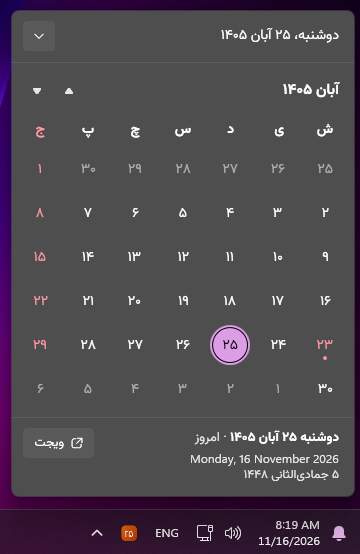 دوشنبه، ۲۵ آبان ۱۴۰۵
آبان ۱۴۰۵
ش ی د س چ پ ج
۲۵ ۲۶ ۲۷ ۲۸ ۲۹ ۳۰ ۱
۲ ۳ ۴ ۵ ۶ ۷ ۸
۹ ۱۰ ۱۱ ۱۲ ۱۳ ۱۴ ۱۵
۱۶ ۱۷ ۱۸ ۱۹ ۲۰ ۲۱ ۲۲
۲۳ ۲۴ ۲۵ ۲۶ ۲۷ ۲۸ ۲۹
۳۰ ۱ ۲ ۳ ۴ ۵ ۶
دوشنبه ۲۵ آبان ۱۴۰۵ · امروز
Monday, 16 November 2026
۵ جمادی‌الثانی ۱۴۴۸
ویجت
۲۵ ENG 8:19 AM
11/16/2026